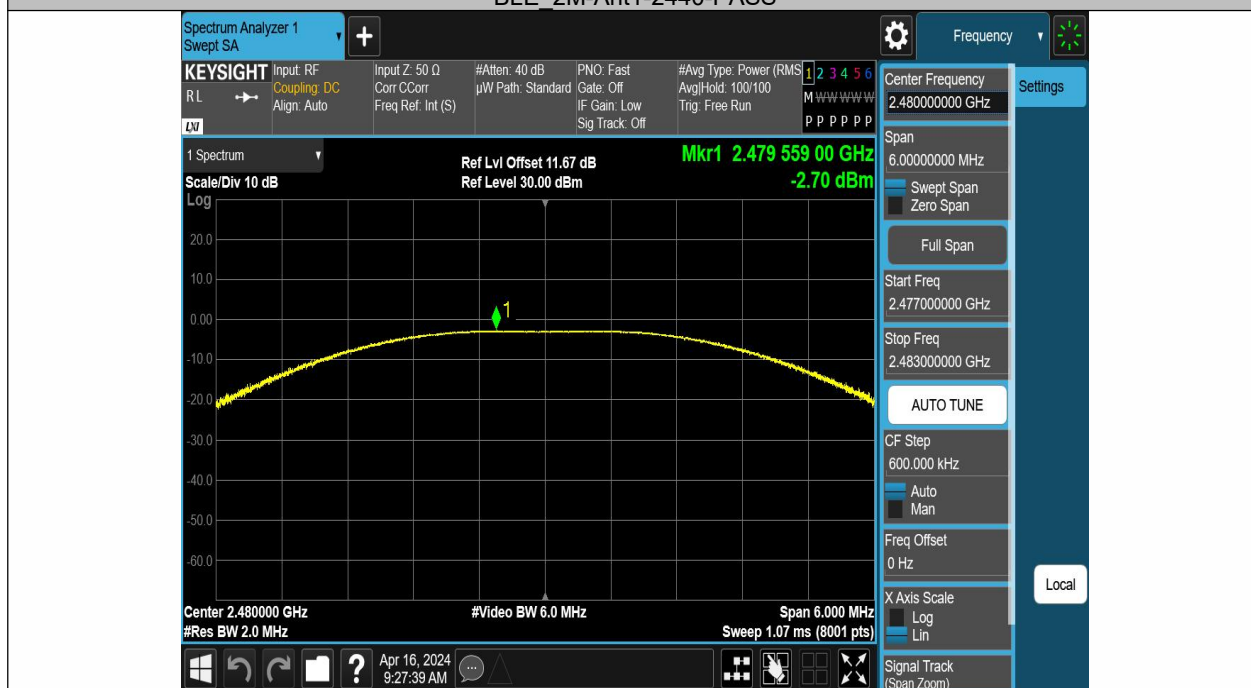 BLE_2M-Ant1-2440-PASS
Spectrum Analyzer 1
Swept SA
+
Frequency
KEYSIGHT
RL
LXI
Input: RF
Coupling: DC
Align: Auto
Input Z: 50 Ω
Corr CCorr
Freq Ref: Int (S)
#Atten: 40 dB
µW Path: Standard
PNO: Fast
Gate: Off
IF Gain: Low
Sig Track: Off
#Avg Type: Power (RMS
Avg|Hold: 100/100
Trig: Free Run
1 2 3 4 5 6
M W W W W W
P P P P P P
1 Spectrum
Scale/Div 10 dB
Log
Ref Lvl Offset 11.67 dB
Ref Level 30.00 dBm
Mkr1 2.479 559 00 GHz
-2.70 dBm
20.0
10.0
0.00
-10.0
-20.0
-30.0
-40.0
-50.0
-60.0
1
Center 2.480000 GHz
#Res BW 2.0 MHz
#Video BW 6.0 MHz
Span 6.000 MHz
Sweep 1.07 ms (8001 pts)
?
Apr 16, 2024
9:27:39 AM
Center Frequency
2.480000000 GHz
Settings
Span
6.00000000 MHz
Swept Span
Zero Span
Full Span
Start Freq
2.477000000 GHz
Stop Freq
2.483000000 GHz
AUTO TUNE
CF Step
600.000 kHz
Auto
Man
Freq Offset
0 Hz
Local
X Axis Scale
Log
Lin
Signal Track
(Span Zoom)